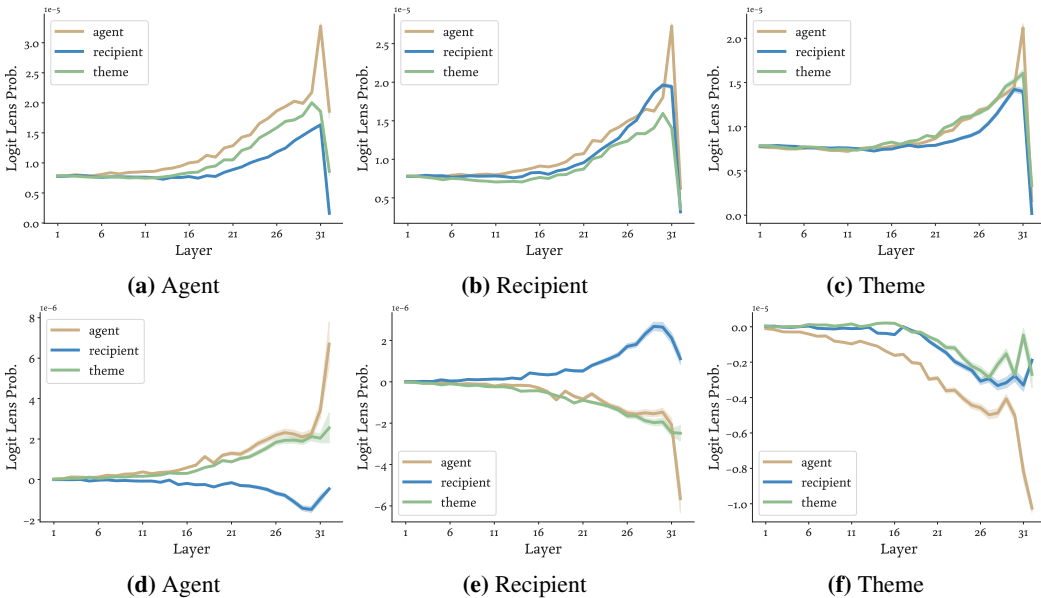 1e−5
3.0
2.5
2.0
1.5
1.0
0.5
0.0
Logit Lens Prob.
agent
recipient
theme
1 6 11 16 21 26 31
Layer
(a) Agent
1e−5
2.5
2.0
1.5
1.0
0.5
Logit Lens Prob.
agent
recipient
theme
1 6 11 16 21 26 31
Layer
(b) Recipient
1e−5
2.0
1.5
1.0
0.5
0.0
Logit Lens Prob.
agent
recipient
theme
1 6 11 16 21 26 31
Layer
(c) Theme
1e−6
8
6
4
2
0
−2
Logit Lens Prob.
agent
recipient
theme
1 6 11 16 21 26 31
Layer
(d) Agent
1e−6
2
0
−2
−4
−6
Logit Lens Prob.
agent
recipient
theme
1 6 11 16 21 26 31
Layer
(e) Recipient
1e−5
0.0
−0.2
−0.4
−0.6
−0.8
−1.0
Logit Lens Prob.
agent
recipient
theme
1 6 11 16 21 26 31
Layer
(f) Theme